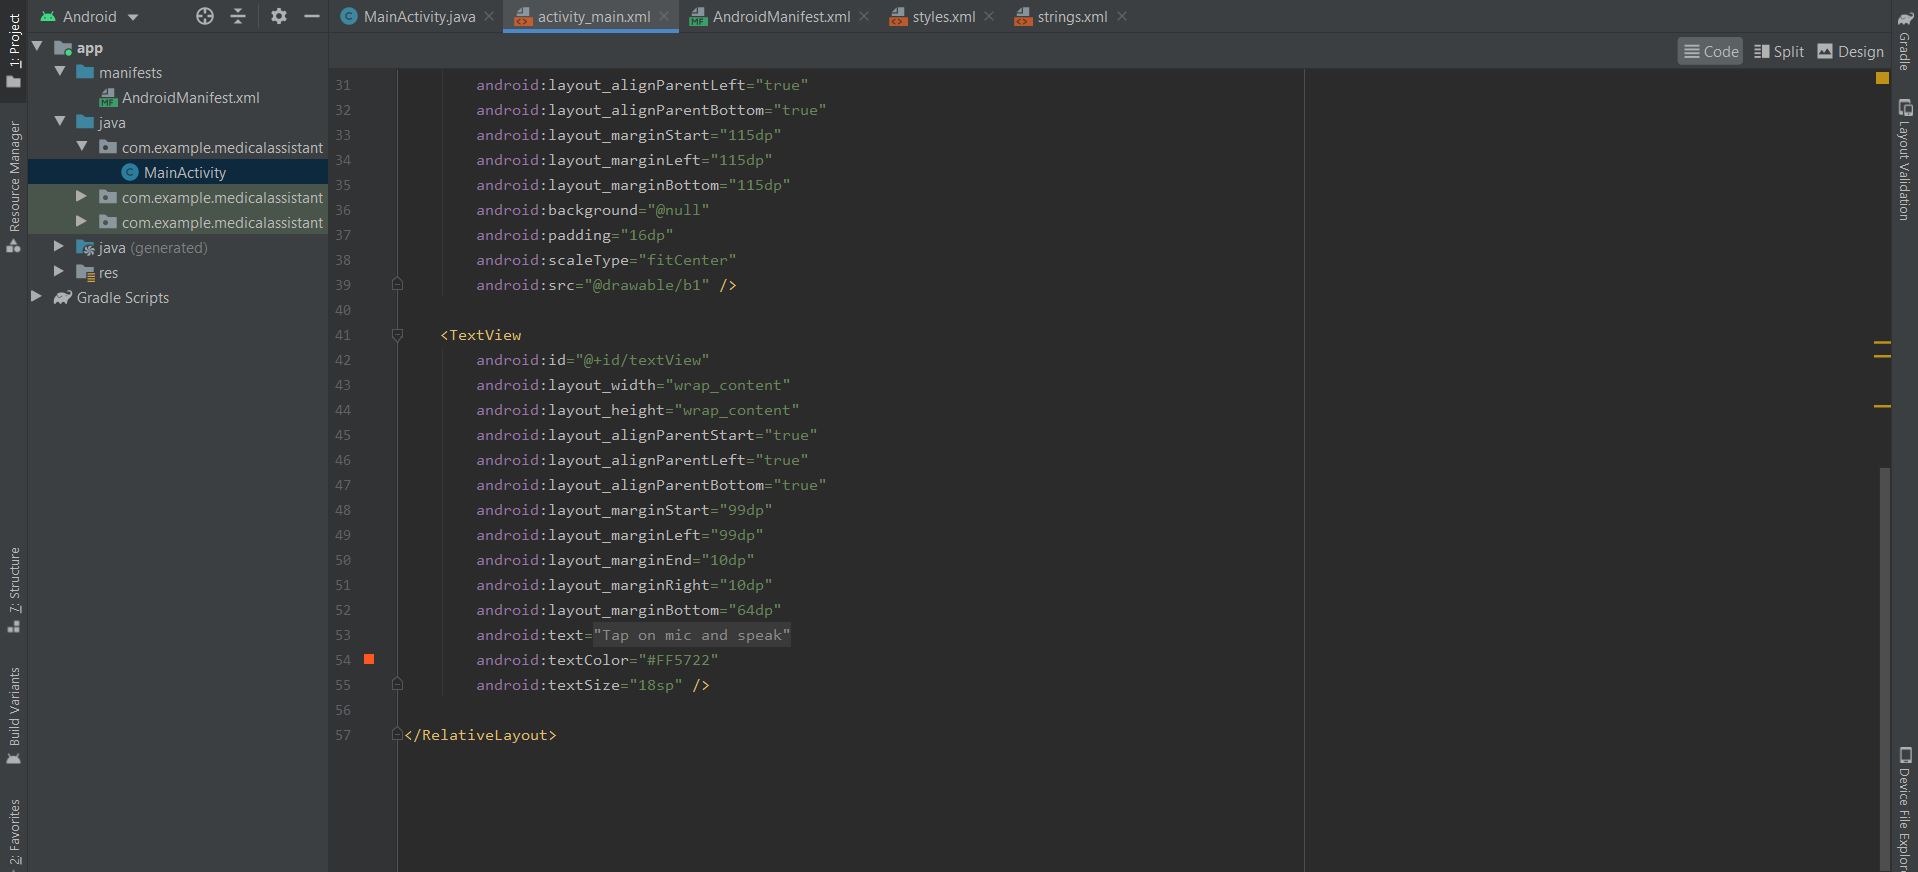 1: Project
Resource Manager
7: Structure
Build Variants
2: Favorites
Android
app
manifests
AndroidManifest.xml
java
com.example.medicalassistant
MainActivity
com.example.medicalassistant
com.example.medicalassistant
java (generated)
res
Gradle Scripts
MainActivity.java activity_main.xml AndroidManifest.xml styles.xml strings.xml
Code Split Design
31 android:layout_alignParentLeft="true"
32 android:layout_alignParentBottom="true"
33 android:layout_marginStart="115dp"
34 android:layout_marginLeft="115dp"
35 android:layout_marginBottom="115dp"
36 android:background="@null"
37 android:padding="16dp"
38 android:scaleType="fitCenter"
39 android:src="@drawable/b1" />
40
41 <TextView
42 android:id="@+id/textView"
43 android:layout_width="wrap_content"
44 android:layout_height="wrap_content"
45 android:layout_alignParentStart="true"
46 android:layout_alignParentLeft="true"
47 android:layout_alignParentBottom="true"
48 android:layout_marginStart="99dp"
49 android:layout_marginLeft="99dp"
50 android:layout_marginEnd="10dp"
51 android:layout_marginRight="10dp"
52 android:layout_marginBottom="64dp"
53 android:text="Tap on mic and speak"
54 android:textColor="#FF5722"
55 android:textSize="18sp" />
56
57 </RelativeLayout>
Gradle
Layout Validation
Device File Explor